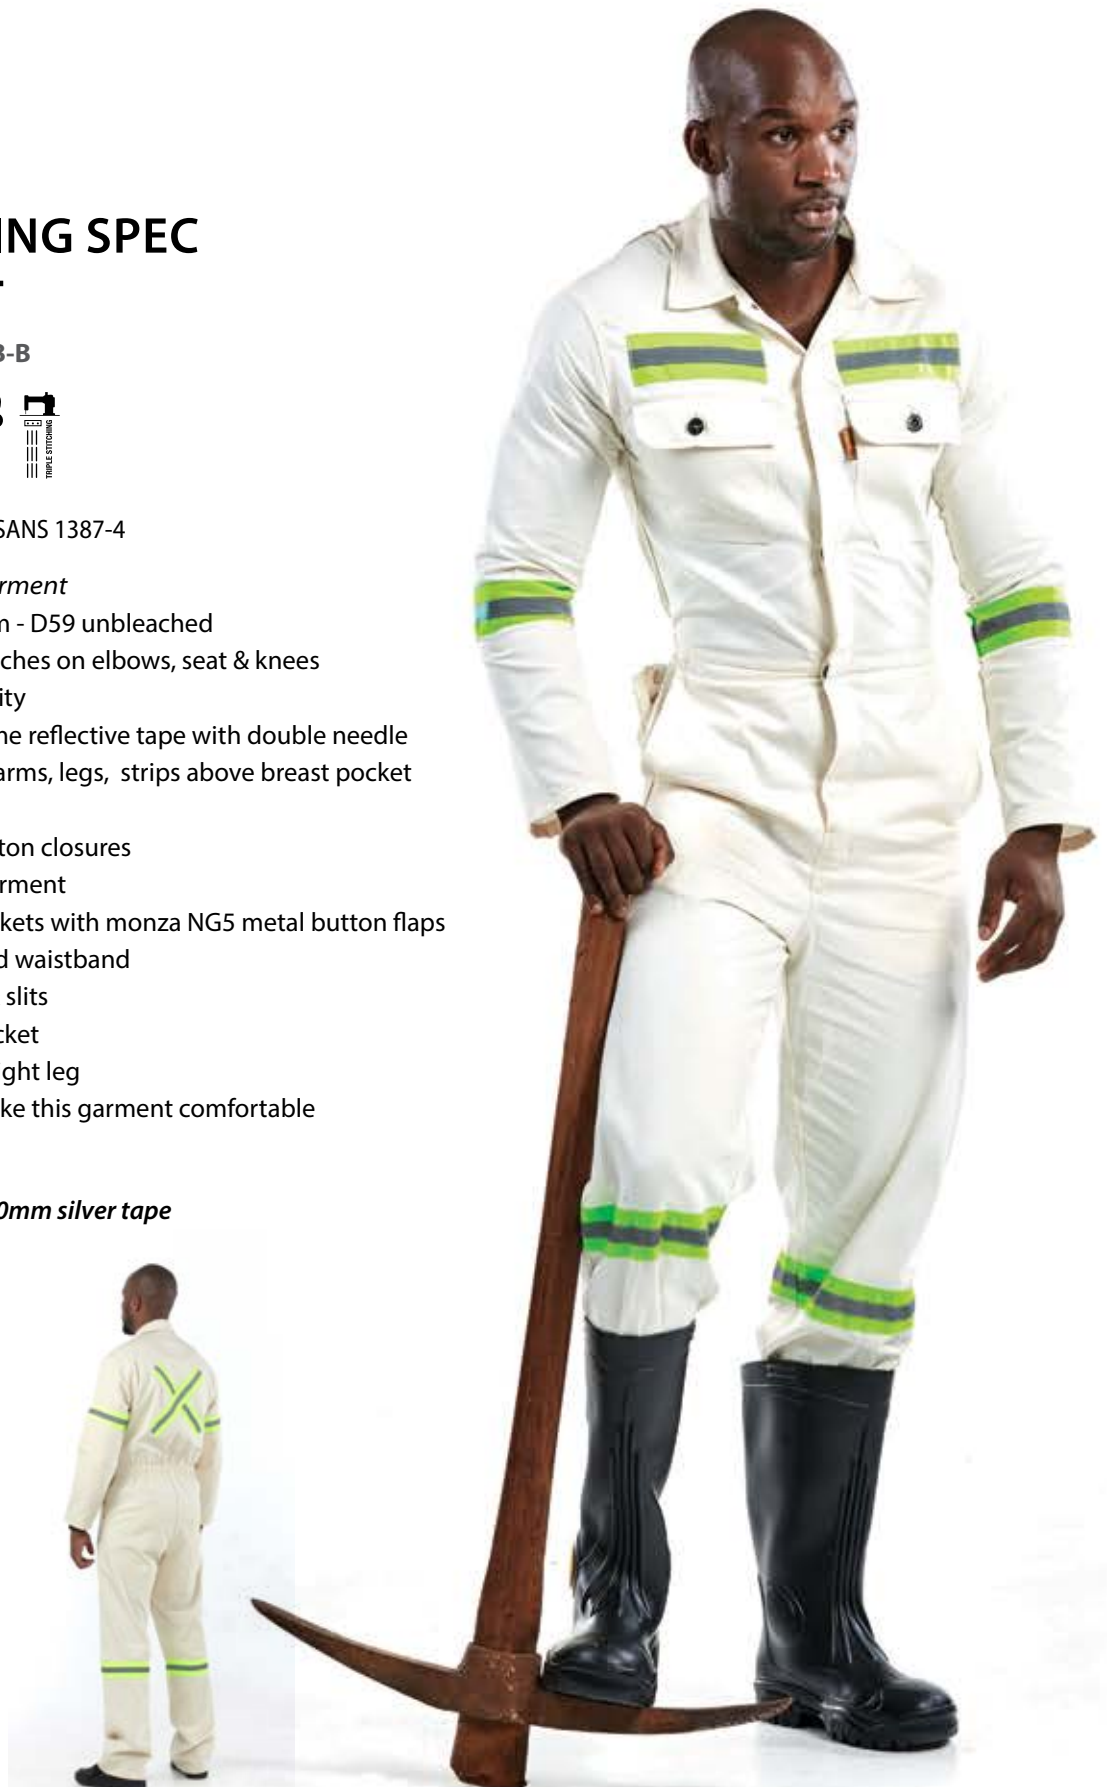 ING SPEC
3-B
TRIPLE STITCHING
SANS 1387-4
rment
n - D59 unbleached
ches on elbows, seat & knees
ity
ne reflective tape with double needle
arms, legs, strips above breast pocket
ton closures
rment
kets with monza NG5 metal button flaps
d waistband
slits
cket
ght leg
ke this garment comfortable
0mm silver tape